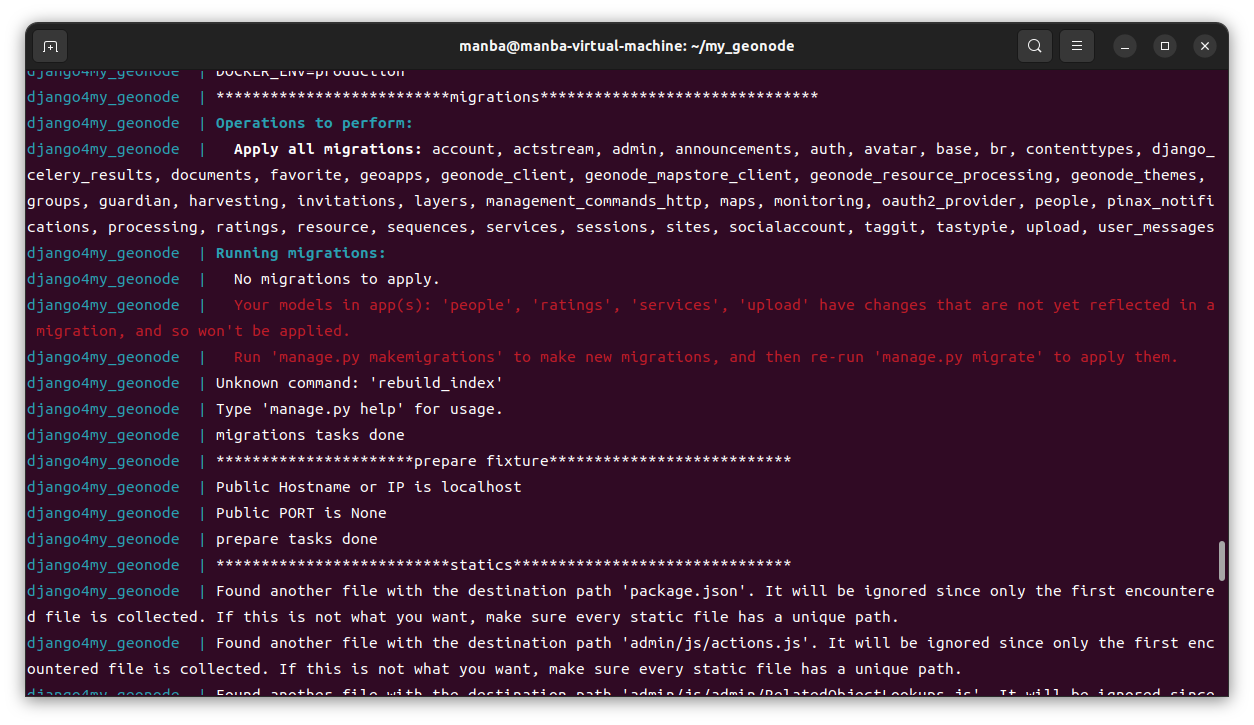 manba@manba-virtual-machine: ~/my_geonode
django4my_geonode  | DOCKER_ENV=production
django4my_geonode  | **************************migrations*******************************
django4my_geonode  | Operations to perform:
django4my_geonode  |   Apply all migrations: account, actstream, admin, announcements, auth, avatar, base, br, contenttypes, django_
celery_results, documents, favorite, geoapps, geonode_client, geonode_mapstore_client, geonode_resource_processing, geonode_themes,
groups, guardian, harvesting, invitations, layers, management_commands_http, maps, monitoring, oauth2_provider, people, pinax_notifi
cations, processing, ratings, resource, sequences, services, sessions, sites, socialaccount, taggit, tastypie, upload, user_messages
django4my_geonode  | Running migrations:
django4my_geonode  |   No migrations to apply.
django4my_geonode  |   Your models in app(s): 'people', 'ratings', 'services', 'upload' have changes that are not yet reflected in a
 migration, and so won't be applied.
django4my_geonode  |   Run 'manage.py makemigrations' to make new migrations, and then re-run 'manage.py migrate' to apply them.
django4my_geonode  | Unknown command: 'rebuild_index'
django4my_geonode  | Type 'manage.py help' for usage.
django4my_geonode  | migrations tasks done
django4my_geonode  | **********************prepare fixture***************************
django4my_geonode  | Public Hostname or IP is localhost
django4my_geonode  | Public PORT is None
django4my_geonode  | prepare tasks done
django4my_geonode  | **************************statics*******************************
django4my_geonode  | Found another file with the destination path 'package.json'. It will be ignored since only the first encountere
d file is collected. If this is not what you want, make sure every static file has a unique path.
django4my_geonode  | Found another file with the destination path 'admin/js/actions.js'. It will be ignored since only the first enc
ountered file is collected. If this is not what you want, make sure every static file has a unique path.
django4my_geonode  | Found another file with the destination path 'admin/js/admin/RelatedObjectLookups.js'. It will be ignored since